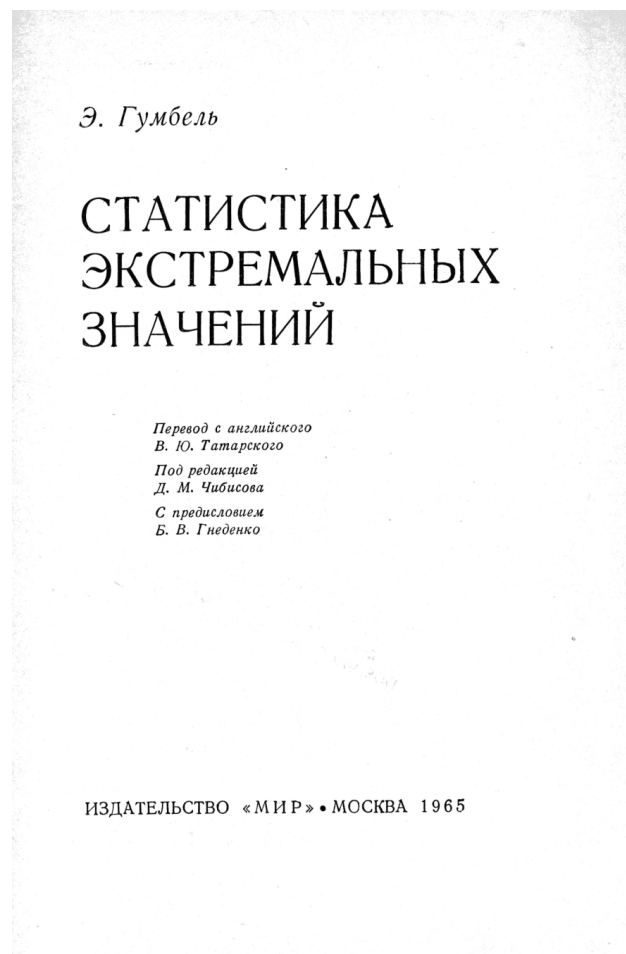 Э. Гумбель
СТАТИСТИКА
ЭКСТРЕМАЛЬНЫХ
ЗНАЧЕНИЙ
Перевод с английского
В. Ю. Татарского
Под редакцией
Д. М. Чибисова
С предисловием
Б. В. Гнеденко
ИЗДАТЕЛЬСТВО «МИР» • МОСКВА 1965